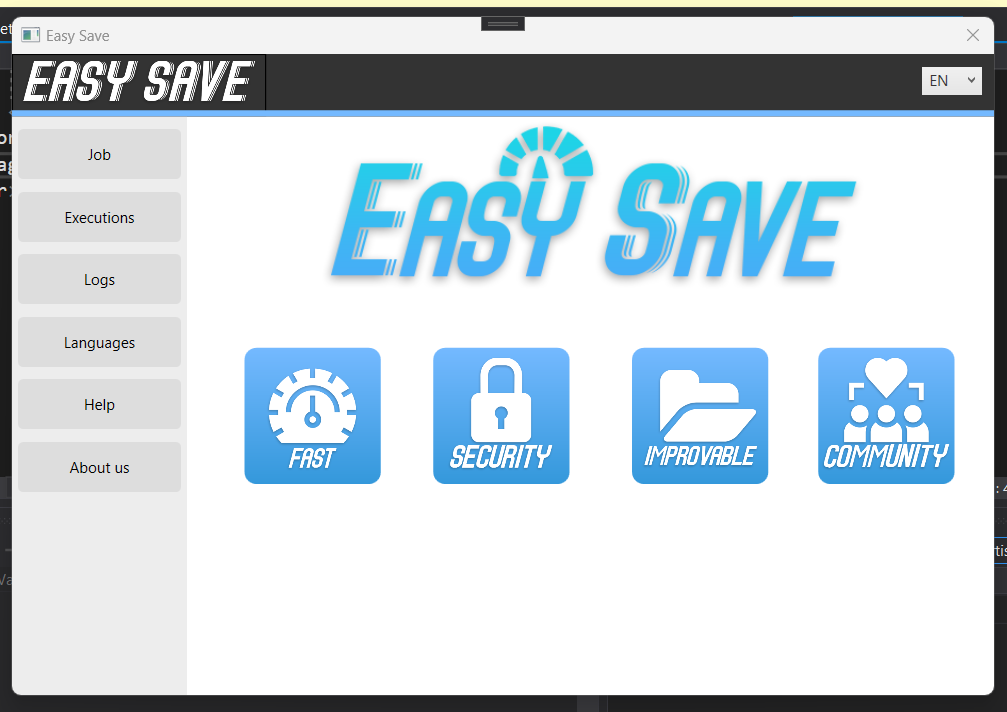 Easy Save
EASY SAVE
EN
Job
Executions
Logs
Languages
Help
About us
EASY SAVE
FAST
SECURITY
IMPROVABLE
COMMUNITY